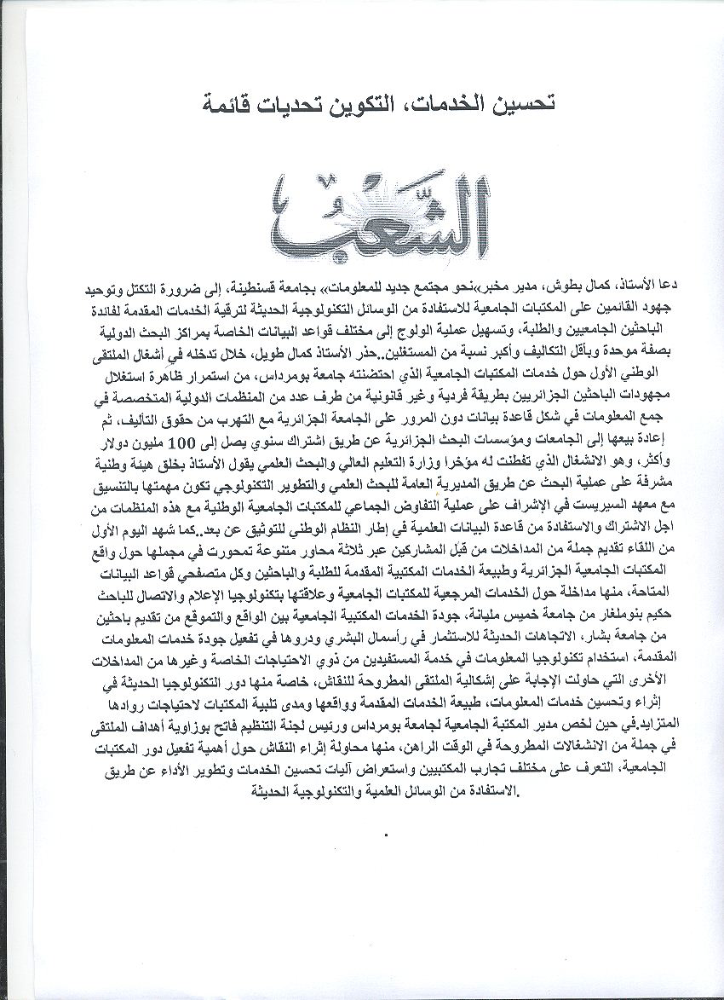 تحسين الخدمات، التكوين تحديات قائمة
الشَّعْبُ
دعا الأستاذ، كمال بطوش، مدير مخبر»نحو مجتمع جديد للمعلومات» بجامعة قسنطينة، إلى ضرورة التكتل وتوحيد
جهود القائمين على المكتبات الجامعية للاستفادة من الوسائل التكنولوجية الحديثة لترقية الخدمات المقدمة لفائدة
الباحثين الجامعيين والطلبة، وتسهيل عملية الولوج إلى مختلف قواعد البيانات الخاصة بمراكز البحث الدولية
بصفة موحدة وبأقل التكاليف وأكبر نسبة من المستغلين..حذر الأستاذ كمال طويل، خلال تدخله في أشغال الملتقى
الوطني الأول حول خدمات المكتبات الجامعية الذي احتضنته جامعة بومرداس، من استمرار ظاهرة استغلال
مجهودات الباحثين الجزائريين بطريقة فردية وغير قانونية من طرف عدد من المنظمات الدولية المتخصصة في
جمع المعلومات في شكل قاعدة بيانات دون المرور على الجامعة الجزائرية مع التهرب من حقوق التأليف، ثم
إعادة بيعها إلى الجامعات ومؤسسات البحث الجزائرية عن طريق اشتراك سنوي يصل إلى 100 مليون دولار
وأكثر، وهو الانشغال الذي تفطنت له مؤخرا وزارة التعليم العالي والبحث العلمي يقول الأستاذ بخلق هيئة وطنية
مشرفة على عملية البحث عن طريق المديرية العامة للبحث العلمي والتطوير التكنولوجي تكون مهمتها بالتنسيق
مع معهد السيريست في الإشراف على عملية التفاوض الجماعي للمكتبات الجامعية الوطنية مع هذه المنظمات من
اجل الاشتراك والاستفادة من قاعدة البيانات العلمية في إطار النظام الوطني للتوثيق عن بعد..كما شهد اليوم الأول
من اللقاء تقديم جملة من المداخلات من قبل المشاركين عبر ثلاثة محاور متنوعة تمحورت في مجملها حول واقع
المكتبات الجامعية الجزائرية وطبيعة الخدمات المكتبية المقدمة للطلبة والباحثين وكل متصفحي قواعد البيانات
المتاحة، منها مداخلة حول الخدمات المرجعية للمكتبات الجامعية وعلاقتها بتكنولوجيا الإعلام والاتصال للباحث
حكيم بنوملغار من جامعة خميس مليانة، جودة الخدمات المكتبية الجامعية بين الواقع والتموقع من تقديم باحثين
من جامعة بشار، الاتجاهات الحديثة للاستثمار في رأسمال البشري ودروها في تفعيل جودة خدمات المعلومات
المقدمة، استخدام تكنولوجيا المعلومات في خدمة المستفيدين من ذوي الاحتياجات الخاصة وغيرها من المداخلات
الأخرى التي حاولت الإجابة على إشكالية الملتقى المطروحة للنقاش، خاصة منها دور التكنولوجيا الحديثة في
إثراء وتحسين خدمات المعلومات، طبيعة الخدمات المقدمة وواقعها ومدى تلبية المكتبات لاحتياجات روادها
المتزايد.في حين لخص مدير المكتبة الجامعية لجامعة بومرداس ورئيس لجنة التنظيم فاتح بوزاوية أهداف الملتقى
في جملة من الانشغالات المطروحة في الوقت الراهن، منها محاولة إثراء النقاش حول أهمية تفعيل دور المكتبات
الجامعية، التعرف على مختلف تجارب المكتبيين واستعراض آليات تحسين الخدمات وتطوير الأداء عن طريق
.الاستفادة من الوسائل العلمية والتكنولوجية الحديثة
.